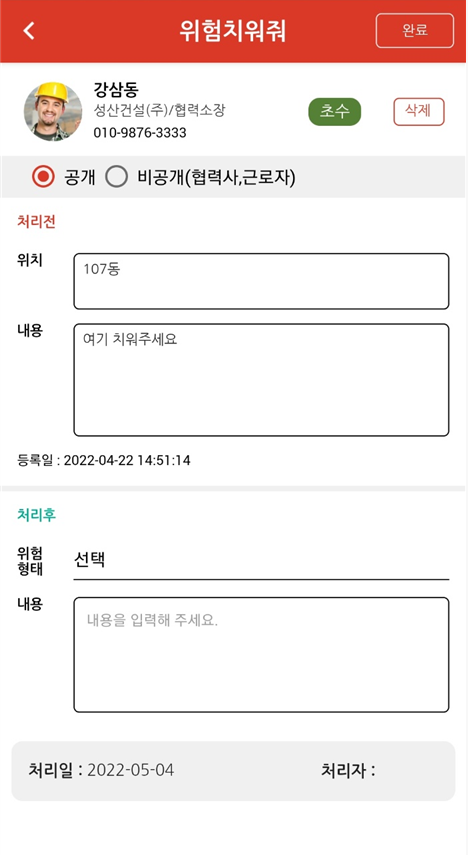 위험치워줘
완료
강삼동
성산건설(주)/협력소장
010-9876-3333
초수
삭제
공개 비공개(협력사,근로자)
처리전
위치
107동
내용
여기 치워주세요
등록일 : 2022-04-22 14:51:14
처리후
위험
형태
선택
내용
내용을 입력해 주세요.
처리일 : 2022-05-04
처리자 :